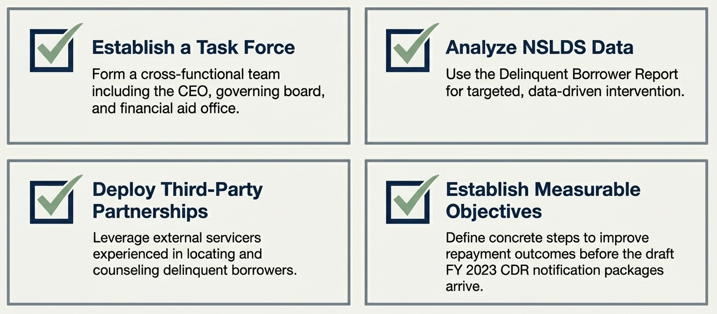 Establish a Task Force
Form a cross-functional team
including the CEO, governing board,
and financial aid office.
Analyze NSLDS Data
Use the Delinquent Borrower Report
for targeted, data-driven intervention.
Deploy Third-Party
Partnerships
Leverage external servicers
experienced in locating and
counseling delinquent borrowers.
Establish Measurable
Objectives
Define concrete steps to improve
repayment outcomes before the draft
FY 2023 CDR notification packages
arrive.